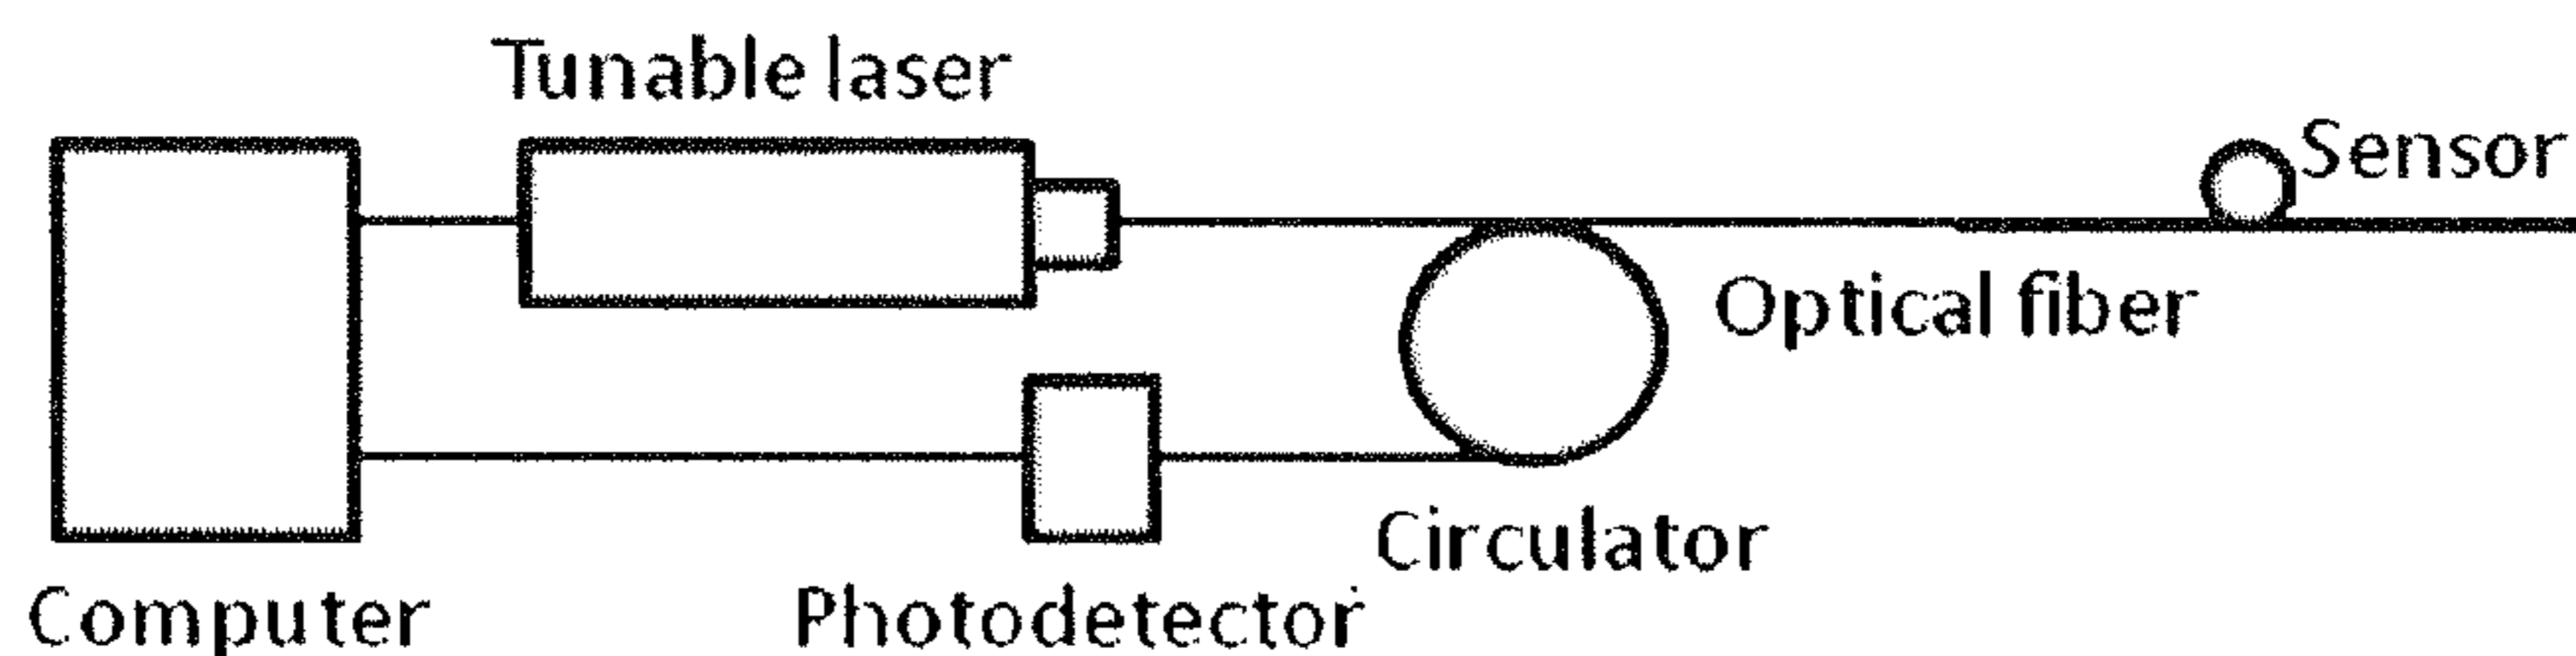 Tunable laser
Sensor
Optical fiber
Circulator
Computer
Photodetector